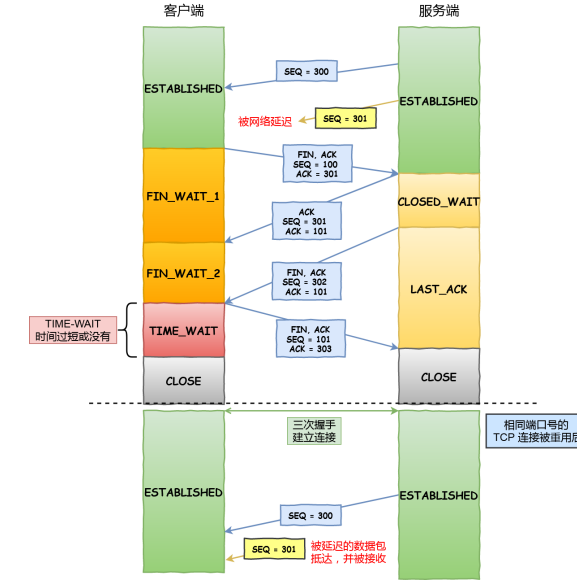 客户端
服务端
SEQ = 300
ESTABLISHED
ESTABLISHED
SEQ = 301
被网络延迟
FIN, ACK
SEQ = 100
ACK = 301
FIN_WAIT_1
CLOSED_WAIT
ACK
SEQ = 301
ACK = 101
FIN_WAIT_2
FIN, ACK
SEQ = 302
ACK = 101
LAST_ACK
TIME-WAIT
时间过短或没有
TIME_WAIT
FIN, ACK
SEQ = 101
ACK = 303
CLOSE
CLOSE
三次握手
建立连接
相同端口号的
TCP 连接被重用后
ESTABLISHED
ESTABLISHED
SEQ = 300
SEQ = 301
被延迟的数据包
抵达，并被接收